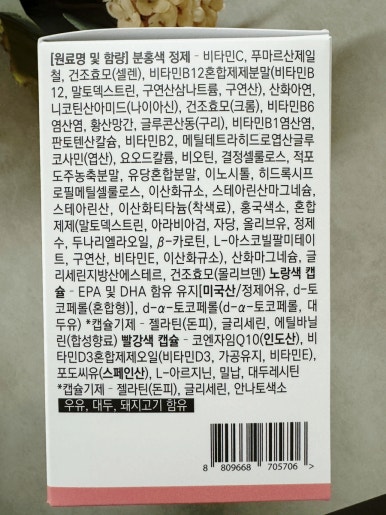 [원료명 및 함량] 분홍색 정제 - 비타민C, 푸마르산제일
철, 건조효모(셀렌), 비타민B12혼합제제분말(비타민B
12, 말토덱스트린, 구연산삼나트륨, 구연산), 산화아연,
니코틴산아미드(나이아신), 건조효모(크롬), 비타민B6
염산염, 황산망간, 글루콘산동(구리), 비타민B1염산염,
판토텐산칼슘, 비타민B2, 메틸테트라히드로엽산글루
코사민(엽산), 요오드칼륨, 비오틴, 결정셀룰로스, 적포
도주농축분말, 유당혼합분말, 이노시톨, 히드록시프
로필메틸셀룰로스, 이산화규소, 스테아린산마그네슘,
스테아린산, 이산화티타늄(착색료), 홍국색소, 혼합
제제(말토덱스트린, 아라비아검, 자당, 올리브유, 정제
수, 두나리엘라오일, β-카로틴, L-아스코빌팔미테이
트, 구연산, 비타민E, 이산화규소), 산화마그네슘, 글
리세린지방산에스테르, 건조효모(몰리브덴) 노랑색 캡
슐 - EPA 및 DHA 함유 유지[미국산/정제어유, d-토
코페롤(혼합형)], d-α-토코페롤(d-α-토코페롤, 대
두유) *캡슐기제 - 젤라틴(돈피), 글리세린, 에틸바닐
린(합성향료) 빨강색 캡슐 - 코엔자임Q10(인도산), 비
타민D3혼합제제오일(비타민D3, 가공유지, 비타민E),
포도씨유(스페인산), L-아르지닌, 밀납, 대두레시틴
*캡슐기제 - 젤라틴(돈피), 글리세린, 안나토색소
우유, 대두, 돼지고기 함유
8 809668 705706 >